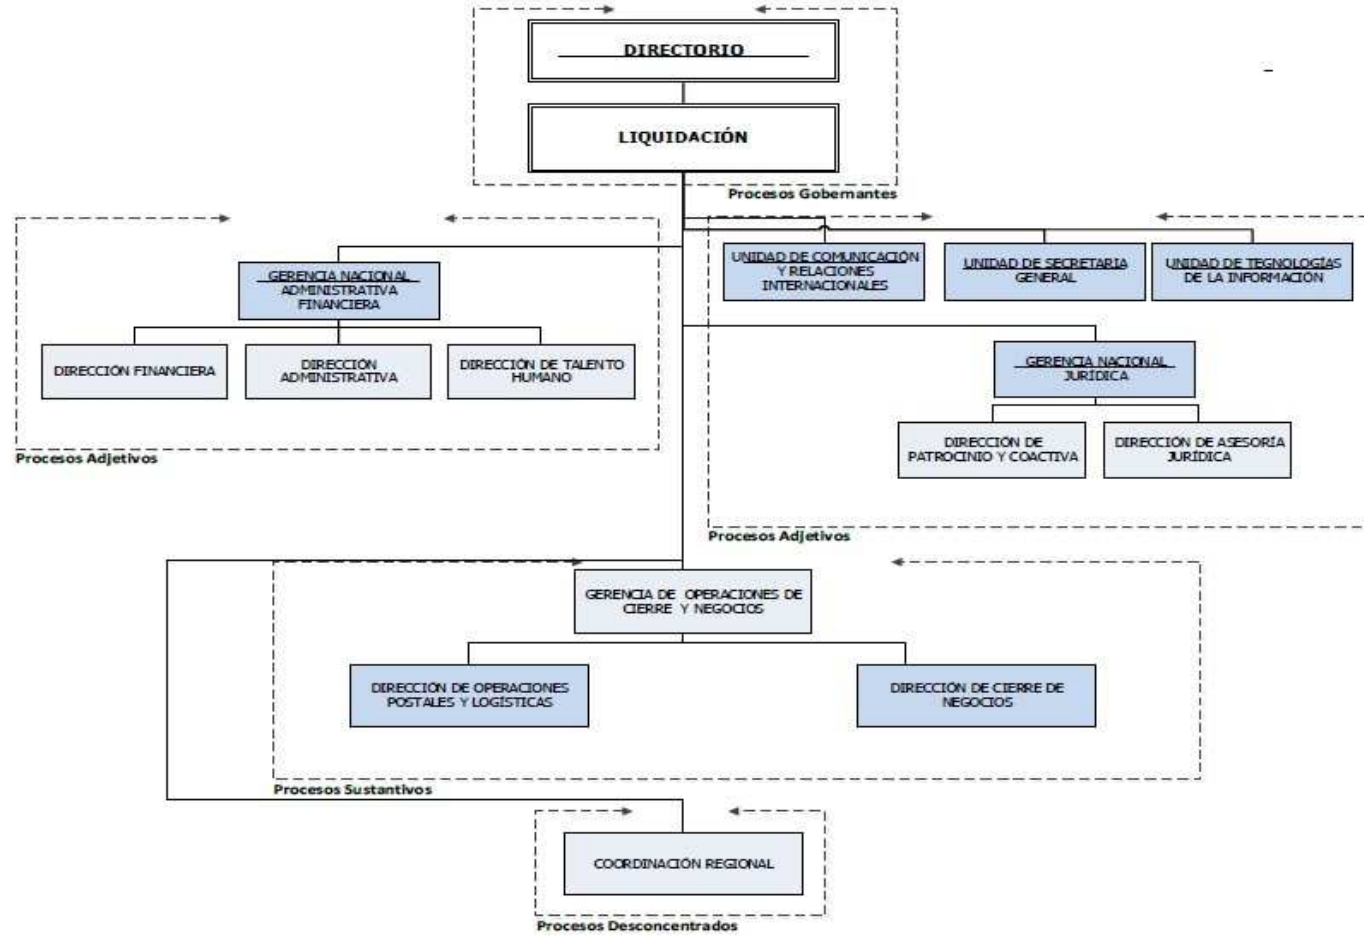 DIRECTORIO
LIQUIDACIÓN
Procesos Gobernantes
GERENCIA NACIONAL
ADMINISTRATIVA
FINANCIERA
DIRECCIÓN FINANCIERA
DIRECCIÓN
ADMINISTRATIVA
DIRECCIÓN DE TALENTO
HUMANO
Procesos Adjetivos
UNIDAD DE COMUNICACIÓN
Y RELACIONES
INTERNACIONALES
UNIDAD DE SECRETARIA
GENERAL
UNIDAD DE TEGNOLOGÍAS
DE LA INFORMACIÓN
GERENCIA NACIONAL
JURÍDICA
DIRECCIÓN DE
PATROCINIO Y COACTIVA
DIRECCIÓN DE ASESORÍA
JURÍDICA
Procesos Adjetivos
GERENCIA DE OPERACIONES DE
CIERRE Y NEGOCIOS
DIRECCIÓN DE OPERACIONES
POSTALES Y LOGÍSTICAS
DIRECCIÓN DE CIERRE DE
NEGOCIOS
Procesos Sustantivos
COORDINACIÓN REGIONAL
Procesos Desconcentrados